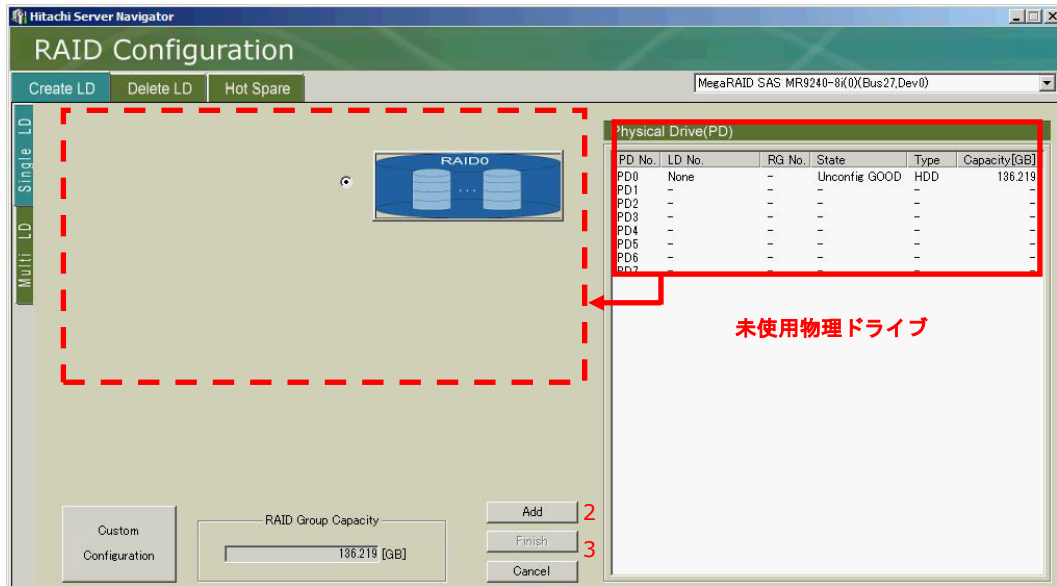 Hitachi Server Navigator
RAID Configuration
Create LD Delete LD Hot Spare
MegaRAID SAS MR9240-8i(0)(Bus27,Dev0)
Single LD
Multi LD
RAID0
...
Physical Drive(PD)
PD No. LD No. RG No. State Type Capacity[GB]
PD0 None - Unconfig GOOD HDD 136.219
PD1 - - - - -
PD2 - - - - -
PD3 - - - - -
PD4 - - - - -
PD5 - - - - -
PD6 - - - - -
PD7 - - - - -
未使用物理ドライブ
Custom
Configuration
RAID Group Capacity
136.219 [GB]
Add 2
Finish 3
Cancel